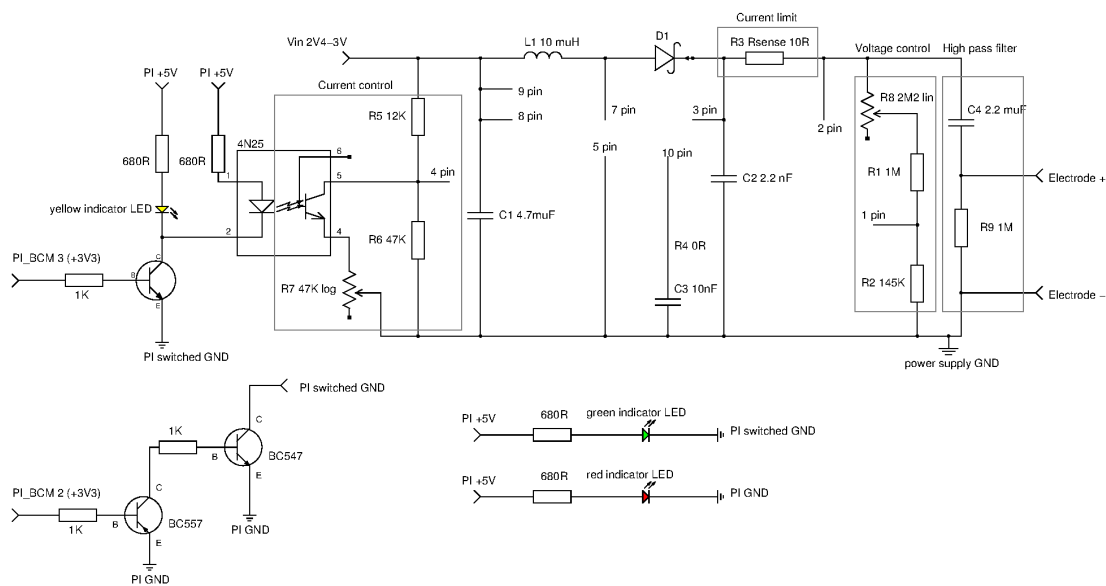 Current limit
Vin 2V4-3V
L1 10 muH
D1
R3 Rsense 10R
Voltage control
High pass filter
PI +5V
PI +5V
Current control
9 pin
8 pin
7 pin
3 pin
2 pin
R8 2M2 lin
C4 2.2 muF
R5 12K
680R
680R
4N25
6
5
4 pin
5 pin
10 pin
1
C2 2.2 nF
R1 1M
Electrode +
yellow indicator LED
2
4
C1 4.7muF
1 pin
R9 1M
PI_BCM 3 (+3V3)
C
B
E
1K
R6 47K
R7 47K log
R4 0R
C3 10nF
R2 145K
Electrode -
PI switched GND
power supply GND
PI switched GND
C
1K
B
BC547
E
PI GND
PI_BCM 2 (+3V3)
C
1K
B
BC557
E
PI GND
PI +5V
680R
green indicator LED
PI switched GND
PI +5V
680R
red indicator LED
PI GND